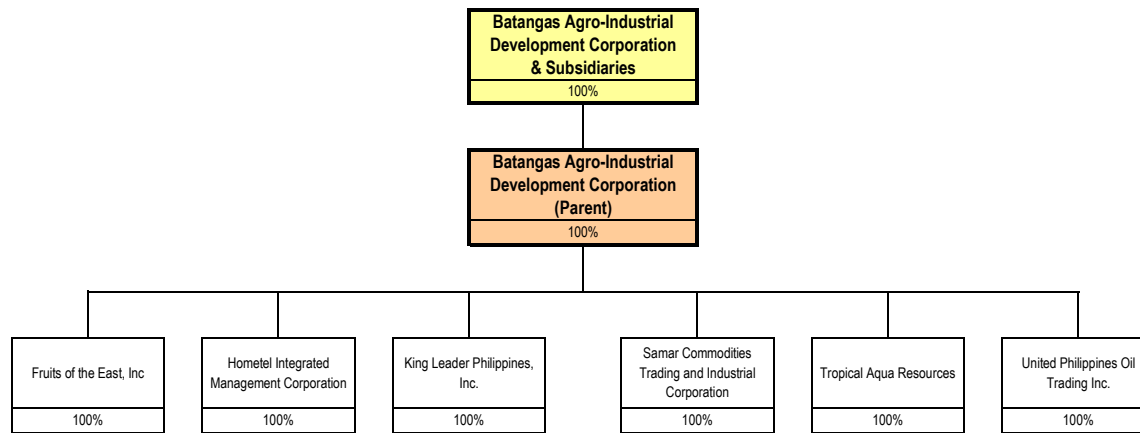 Batangas Agro-Industrial
Development Corporation
& Subsidiaries
100%
Batangas Agro-Industrial
Development Corporation
(Parent)
100%
Fruits of the East, Inc
100%
Hometel Integrated
Management Corporation
100%
King Leader Philippines,
Inc.
100%
Samar Commodities
Trading and Industrial
Corporation
100%
Tropical Aqua Resources
100%
United Philippines Oil
Trading Inc.
100%